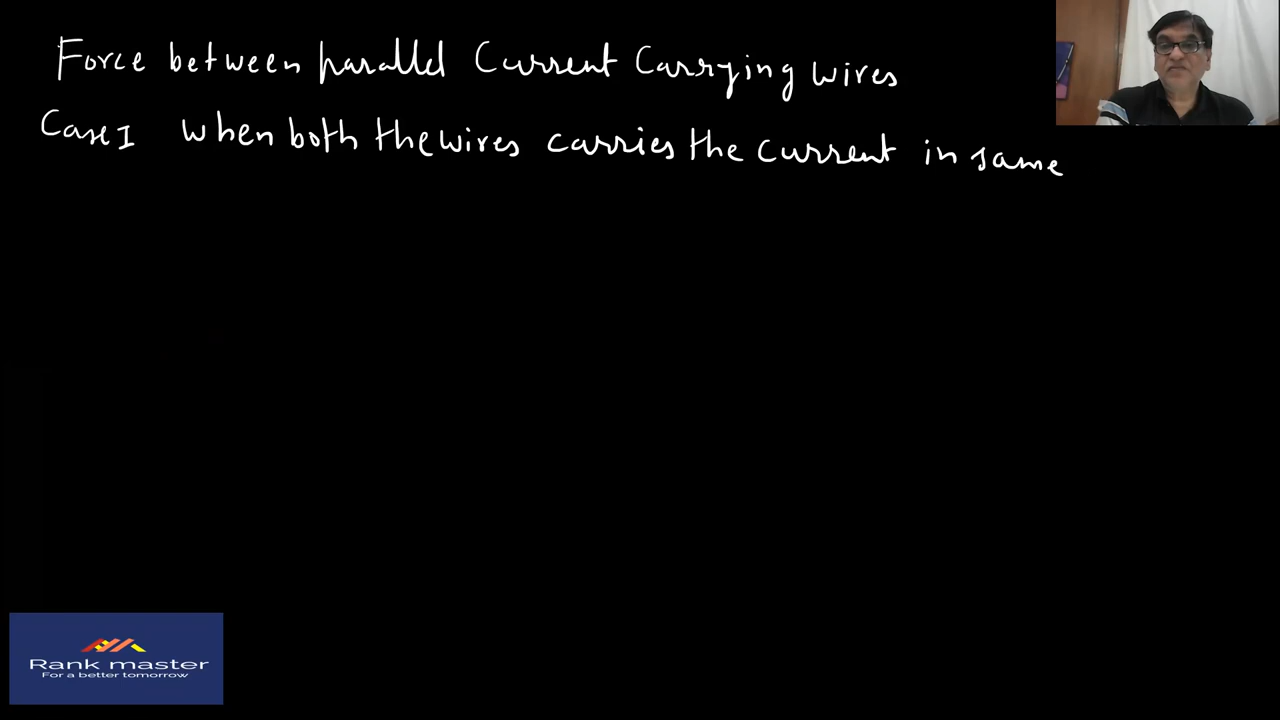 Force between parallel Current Carrying wires
Case I when both the wires carries the current in same
Rank master
For a better tomorrow